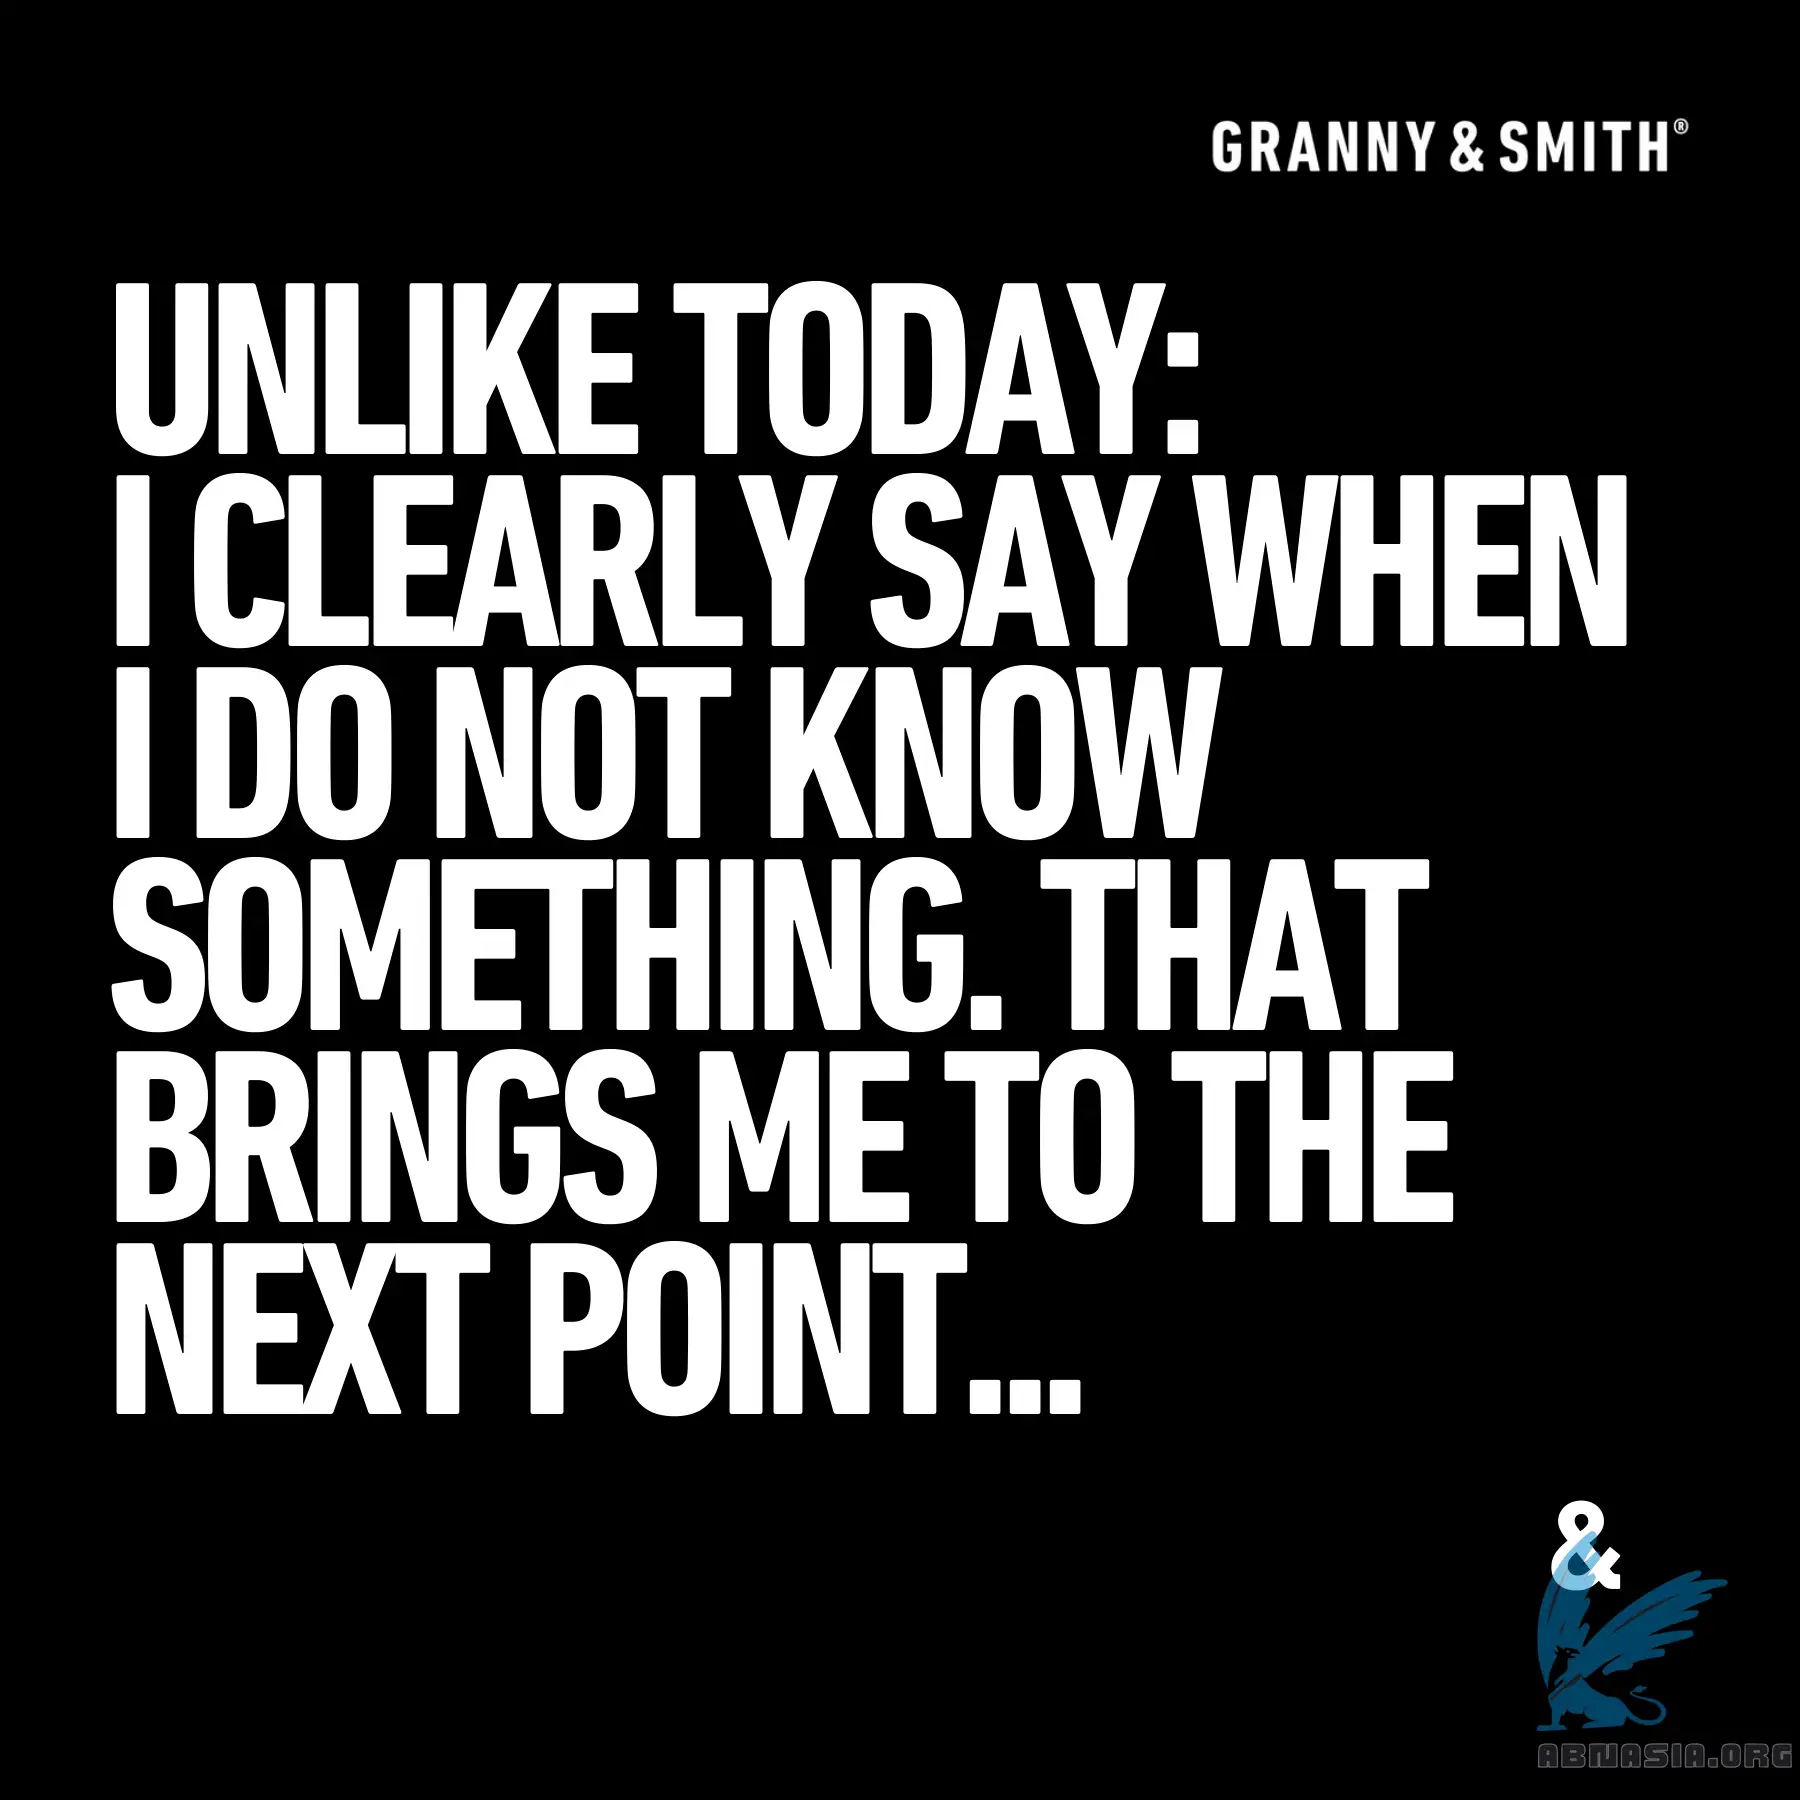 GRANNY & SMITH®
UNLIKE TODAY:
I CLEARLY SAY WHEN
I DO NOT KNOW
SOMETHING. THAT
BRINGS ME TO THE
NEXT POINT...
&
ABNASIA.ORG